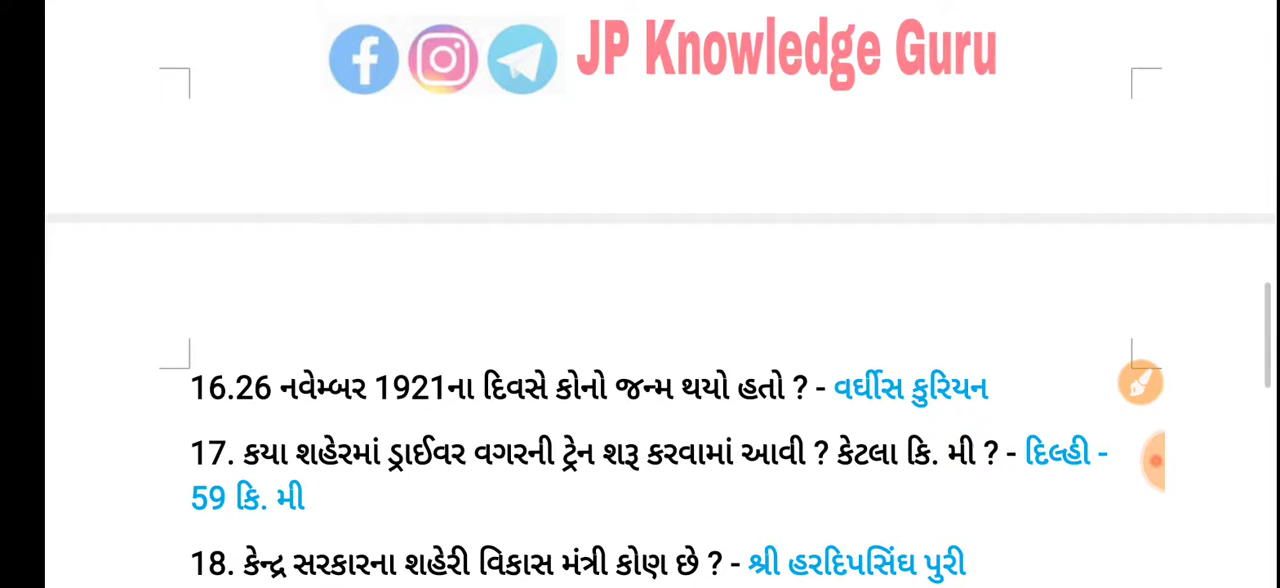 JP Knowledge Guru
16.26 નવેમ્બર 1921ના દિવસે કોનો જન્મ થયો હતો ? - વર્ઘીસ કુરિયન
17. કયા શહેરમાં ડ્રાઈવર વગરની ટ્રેન શરૂ કરવામાં આવી ? કેટલા કિ. મી ? - દિલ્હી -
59 કિ. મી
18. કેન્દ્ર સરકારના શહેરી વિકાસ મંત્રી કોણ છે ? - શ્રી હરદિપસિંઘ પુરી